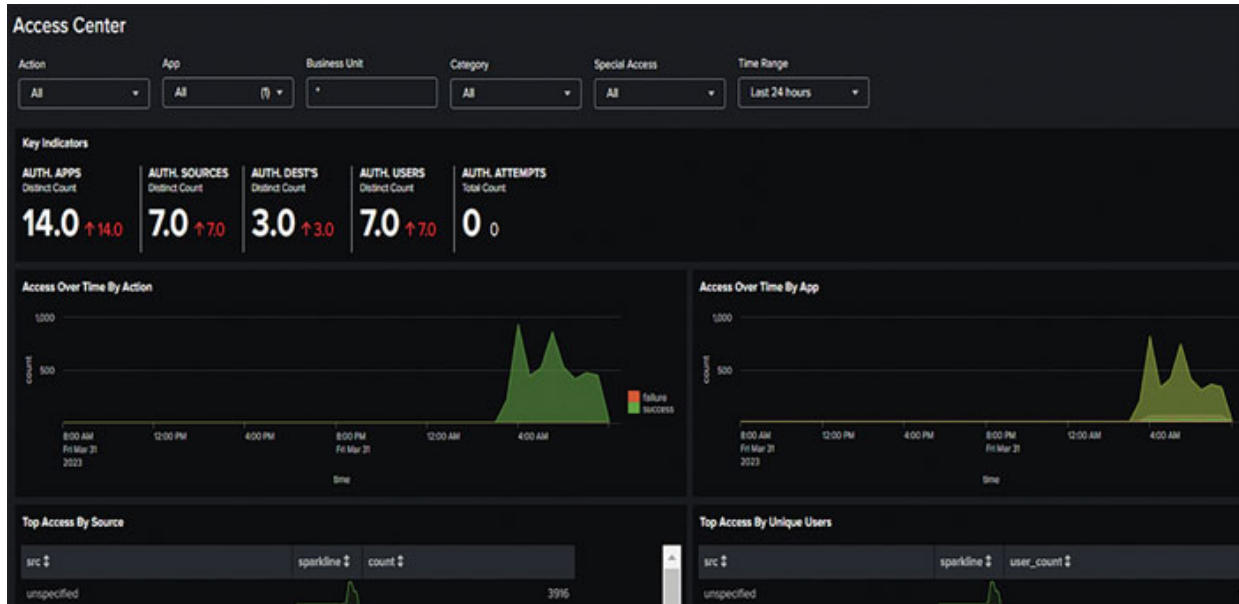 Access Center
Action App Business Unit Category Special Access Time Range
All All (1) * All All Last 24 hours
Key Indicators
AUTH. APPS AUTH. SOURCES AUTH. DEST'S AUTH. USERS AUTH. ATTEMPTS
Distinct Count Distinct Count Distinct Count Distinct Count Total Count
14.0 ↑14.0 7.0 ↑7.0 3.0 ↑3.0 7.0 ↑7.0 0 0
Access Over Time By Action
1,000
500
count
failure
success
8:00 AM 12:00 PM 4:00 PM 8:00 PM 12:00 AM 4:00 AM
Fri Mar 31 Fri Mar 31
2023
time
Access Over Time By App
1,000
500
count
8:00 AM 12:00 PM 4:00 PM 8:00 PM 12:00 AM 4:00 AM
Fri Mar 31 Fri Mar 31
2023
time
Top Access By Source
src sparkline count
unspecified 3916
Top Access By Unique Users
src sparkline user_count
unspecified